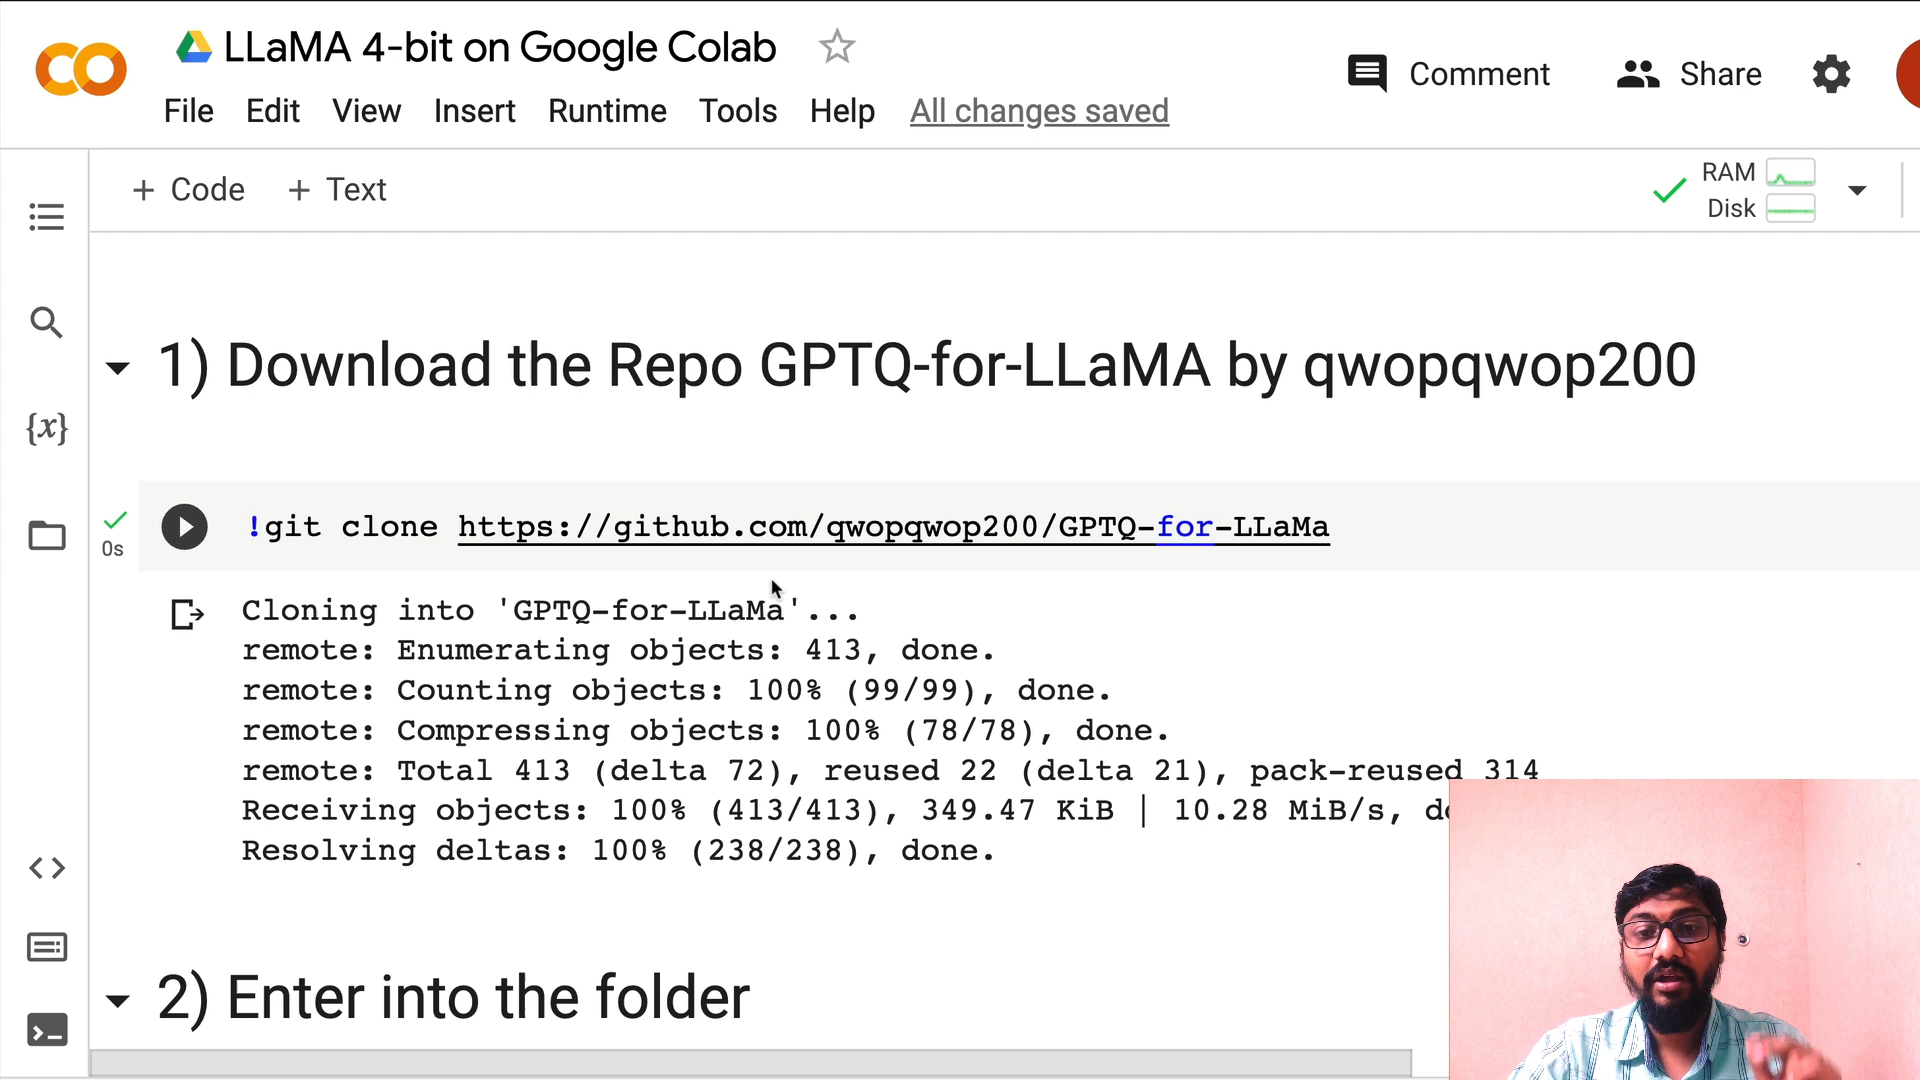 LLaMA 4-bit on Google Colab
Comment
Share
File Edit View Insert Runtime Tools Help All changes saved
+ Code + Text
RAM
Disk
1) Download the Repo GPTQ-for-LLaMA by qwopqwop200
{x}
0s
!git clone https://github.com/qwopqwop200/GPTQ-for-LLaMa
Cloning into 'GPTQ-for-LLaMa'...
remote: Enumerating objects: 413, done.
remote: Counting objects: 100% (99/99), done.
remote: Compressing objects: 100% (78/78), done.
remote: Total 413 (delta 72), reused 22 (delta 21), pack-reused 314
Receiving objects: 100% (413/413), 349.47 KiB | 10.28 MiB/s,
Resolving deltas: 100% (238/238), done.
2) Enter into the folder